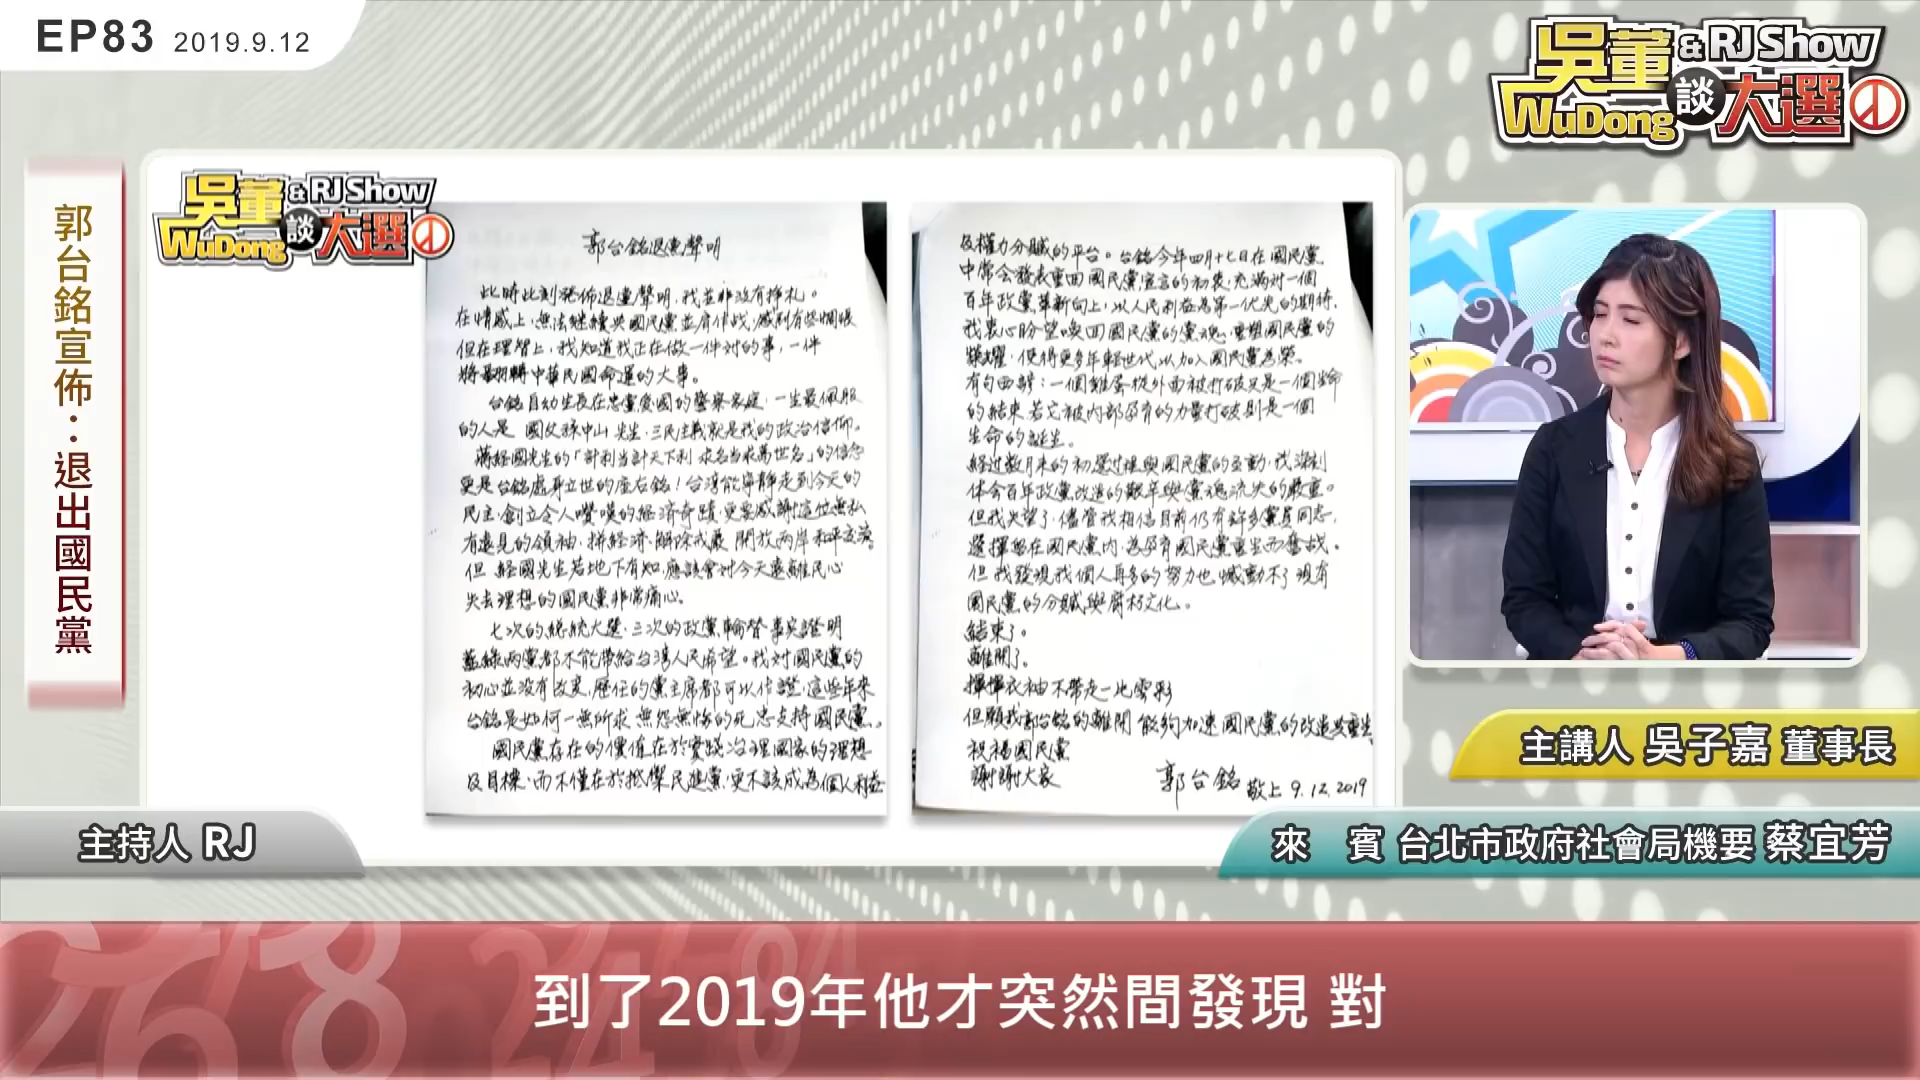 EP83 2019.9.12
吳董 & RJ Show
WuDong 談 大選
郭台銘宣佈：退出國民黨
吳董 & RJ Show
WuDong 談 大選
郭台銘退黨聲明
此時此刻發佈退黨聲明，我並非沒有掙扎。
在情感上，無法繼續與國民黨並肩作戰，感到有些惆悵
但在理智上，我知道我正在做一件對的事，一件
將翻轉中華民國命運的大事。
台銘自幼生長在忠黨愛國的警察家庭，一生最佩服
的人是 國父孫中山先生，三民主義就是我的政治信仰。
蔣經國先生的「計利當計天下利 求名當求萬世名」的信念
更是台銘處身立世的座右銘！台灣能寧靜走到今天的
民主，創立令人嘆的經濟奇蹟，更要感謝這位無私
有遠見的領袖，拼經濟，解除戒嚴 開放兩岸和平交流。
但 經國先生若地下有知，應該會對今天遠離民心
失去理想的國民黨非常痛心。
七次的總統大選，三次的政黨輪替，事實證明
藍綠兩黨都不能帶給台灣人民希望。我對國民黨的
初心並沒有改變，歷任的黨主席都可以作證，這些年來
台銘是如何一無所求，無怨無悔的死忠支持國民黨。
國民黨存在的價值在於實踐治理國家的理想
及目標，而不僅在於抵 民進黨，更不該成為個人利益
及權力分贓的平台。台銘今年四月十七日在國民黨
中常會發表重回國民黨宣言的初衷，充滿對一個
百年政黨革新向上，以人民利益為第一優先的期待，
我衷心盼望喚回國民黨的黨魂，重塑國民黨的
榮耀，使得更多年輕世代以加入國民黨為榮。
有句西諺：一個雞蛋從外面被打破只是一個生命
的結束 若它被內部孕育的力量打破則是一個
生命的誕生。
經過數月來的初選過程與國民黨的互動，我深刻
体会百年政黨改造的艱辛與黨魂流失的嚴重。
但我失望了，儘管我相信目前仍有許多黨員同志，
選擇留在國民黨內，為孕育國民黨重生而奮戰。
但我發現我個人再多的努力也撼動不了現有
國民黨的分贓與腐朽文化。
結束了。
離開了。
揮揮衣袖不帶走一片雲彩
但願我郭台銘的離開 能夠加速國民黨的改造與重生
祝福國民黨
謝謝大家
郭台銘 敬上 9.12.2019
主講人 吳子嘉 董事長
主持人 RJ
來 賓 台北市政府社會局機要 蔡宜芳
到了2019年他才突然間發現 對